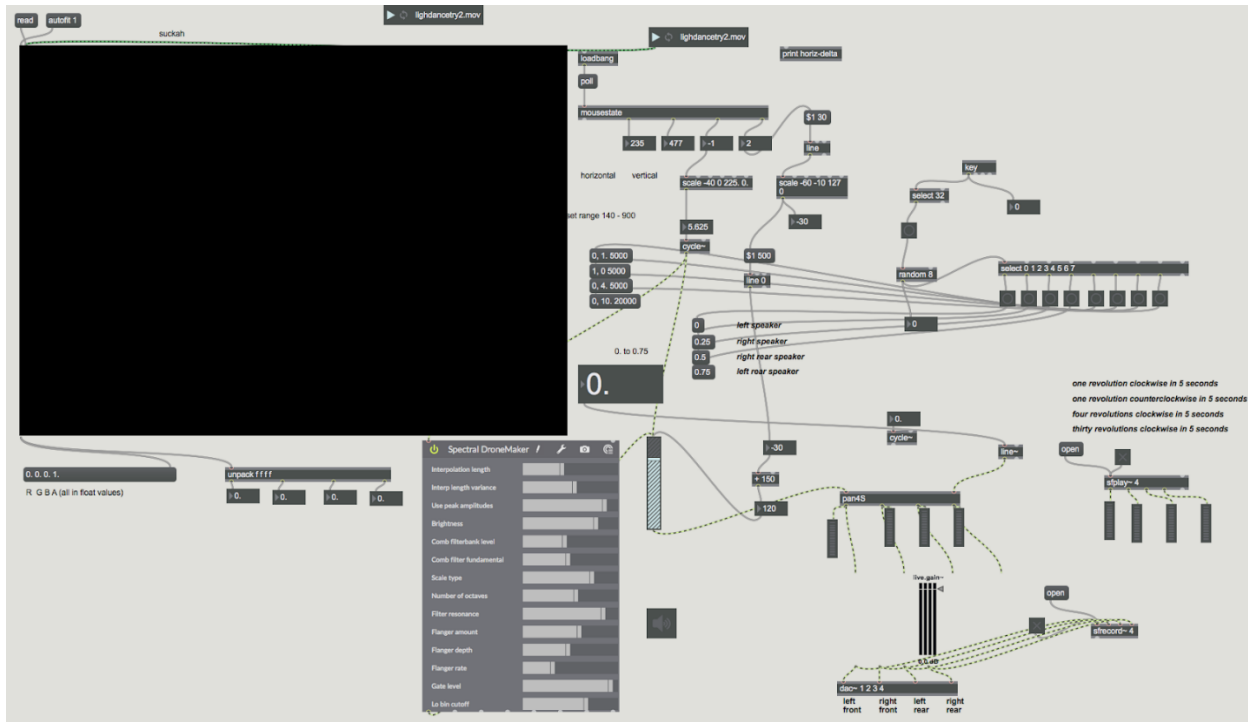 read
autofit 1
suckah
llghdancetry2.mov
llghdancetry2.mov
loadbang
print horiz-delta
poll
mousestate
$1 30
235
477
-1
2
line
horizontal
vertical
scale -40 0 225. 0.
scale -60 -10 127 0
key
select 32
0
set range 140 - 900
-30
5.625
cycle~
0, 1. 5000
1, 0 5000
0, 4. 5000
0, 10. 20000
$1 500
line 0
random 8
select 0 1 2 3 4 5 6 7
0
0
left speaker
0.25
right speaker
0.5
right rear speaker
0.75
left rear speaker
0. to 0.75
0.
one revolution clockwise in 5 seconds
one revolution counterclockwise in 5 seconds
four revolutions clockwise in 5 seconds
thirty revolutions clockwise in 5 seconds
0.
cycle~
line~
-30
+ 150
120
open
sfplay~ 4
pan4S
0. 0. 0. 1.
R G B A (all in float values)
unpack f f f f
0.
0.
0.
0.
Spectral DroneMaker
Interpolation length
Interp length variance
Use peak amplitudes
Brightness
Comb filterbank level
Comb filter fundamental
Scale type
Number of octaves
Filter resonance
Flanger amount
Flanger depth
Flanger rate
Gate level
Lo bin cutoff
live.gain~
0.0 dB
open
sfrecord~ 4
dac~ 1 2 3 4
left front
right front
left rear
right rear